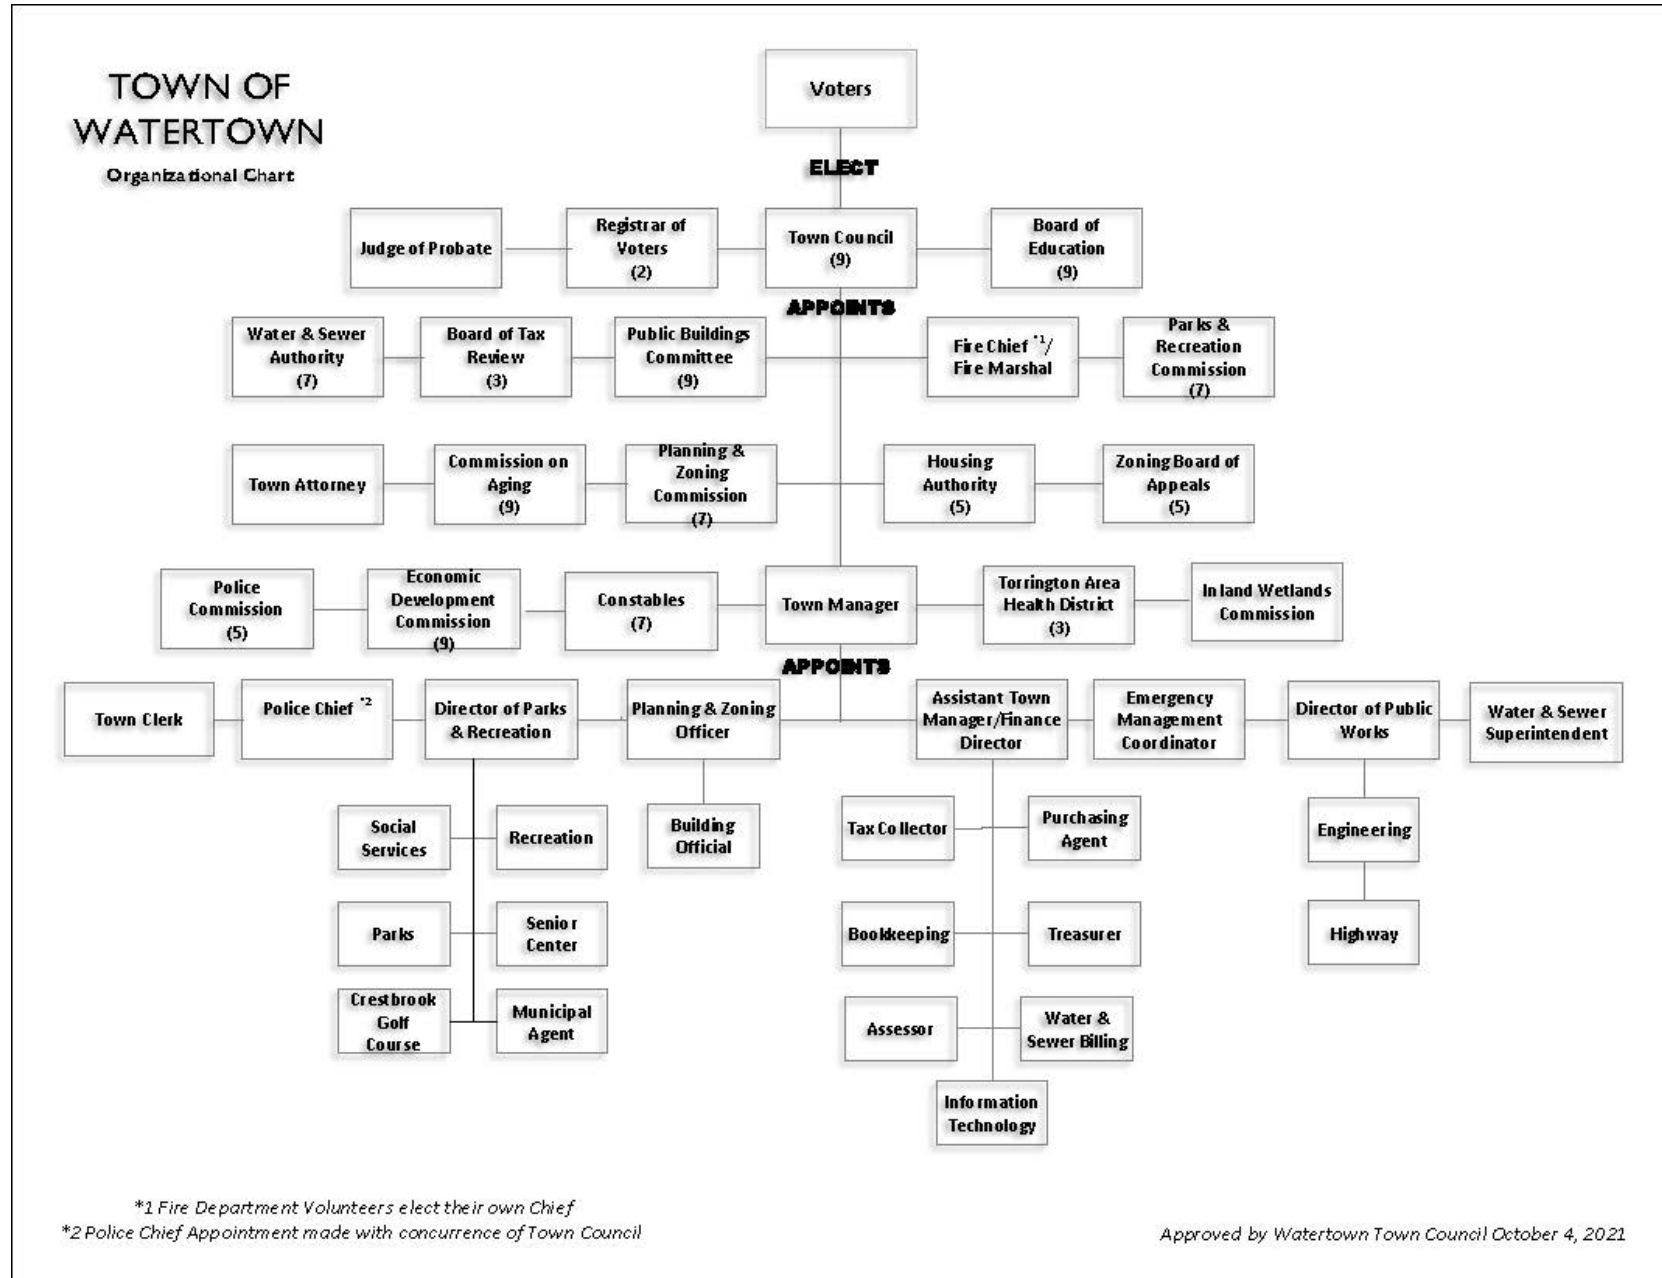 TOWN OF
WATERTOWN
Organizational Chart
Voters
ELECT
Judge of Probate
Registrar of
Voters
(2)
Town Council
(9)
Board of
Education
(9)
APPOINTS
Water & Sewer
Authority
(7)
Board of Tax
Review
(3)
Public Buildings
Committee
(9)
Fire Chief *1/
Fire Marshal
Parks &
Recreation
Commission
(7)
Town Attorney
Commission on
Aging
(9)
Planning &
Zoning
Commission
(7)
Housing
Authority
(5)
Zoning Board of
Appeals
(5)
Police
Commission
(5)
Economic
Development
Commission
(9)
Constables
(7)
Town Manager
Torrington Area
Health District
(3)
Inland Wetlands
Commission
APPOINTS
Town Clerk
Police Chief *2
Director of Parks
& Recreation
Planning & Zoning
Officer
Assistant Town
Manager/Finance
Director
Emergency
Management
Coordinator
Director of Public
Works
Water & Sewer
Superintendent
Social
Services
Recreation
Building
Official
Tax Collector
Purchasing
Agent
Engineering
Parks
Senior
Center
Bookkeeping
Treasurer
Highway
Crestbrook
Golf
Course
Municipal
Agent
Assessor
Water &
Sewer Billing
Information
Technology
*1 Fire Department Volunteers elect their own Chief
*2 Police Chief Appointment made with concurrence of Town Council
Approved by Watertown Town Council October 4, 2021